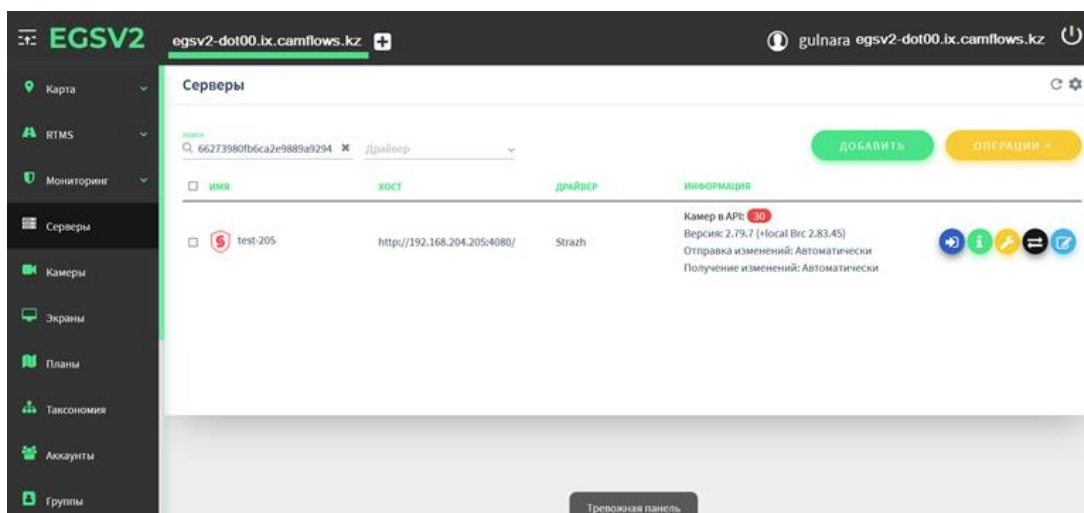 EGSV2
egsv2-dot00.ix.camflows.kz
gulnara egsv2-dot00.ix.camflows.kz
Карта
RTMS
Мониторинг
Серверы
Камеры
Экраны
Планы
Таксономия
Аккаунты
Группы
Серверы
поиск
66273980fb6ca2e9889a9294
Драйвер
ДОБАВИТЬ
ОПЕРАЦИИ
ИМЯ ХОСТ ДРАЙВЕР ИНФОРМАЦИЯ
test-205 http://192.168.204.205:4080/ Strazh
Камер в API: 30
Версия: 2.79.7 (+local Brc 2.83.45)
Отправка изменений: Автоматически
Получение изменений: Автоматически
Тревожная панель